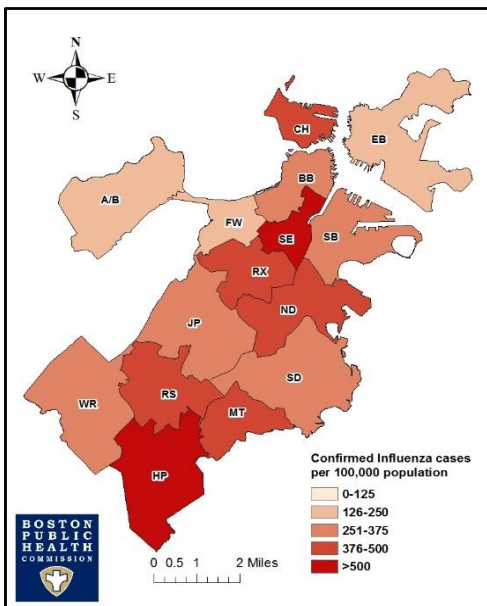 N
W E
S
CH
EB
A/B
BB
FW
SE
SB
RX
ND
JP
SD
WR
RS
MT
HP
Confirmed Influenza cases
per 100,000 population
0-125
126-250
251-375
376-500
>500
BOSTON
PUBLIC
HEALTH
COMMISSION
0 0.5 1 2 Miles